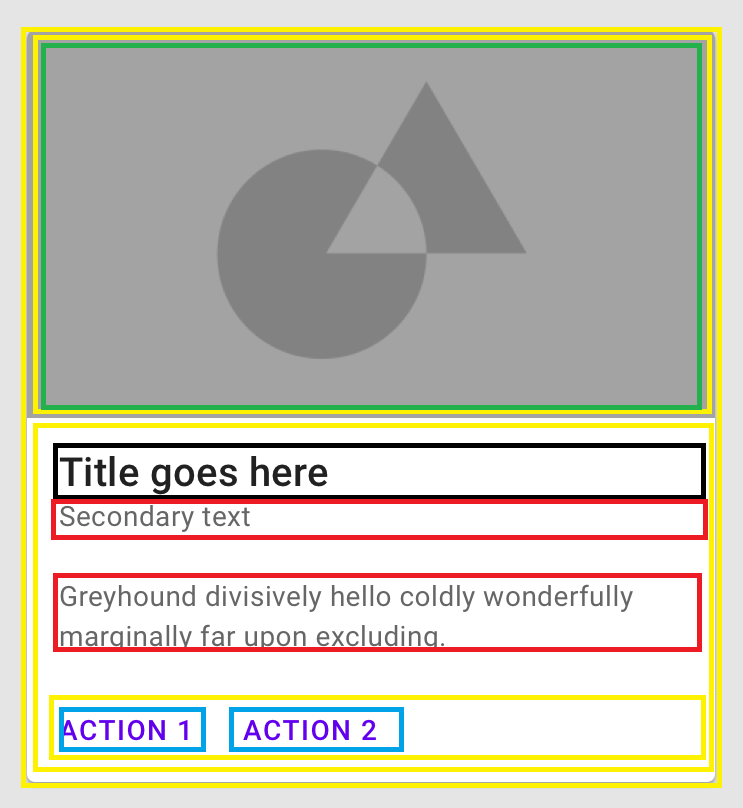 Title goes here
Secondary text
Greyhound divisively hello coldly wonderfully
marginally far upon excluding.
ACTION 1 ACTION 2